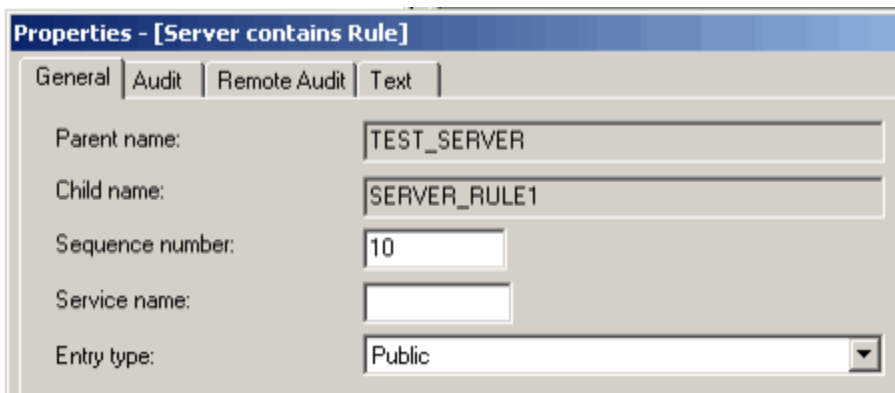 Properties - [Server contains Rule]
General Audit Remote Audit Text
Parent name: TEST_SERVER
Child name: SERVER_RULE1
Sequence number: 10
Service name:
Entry type: Public